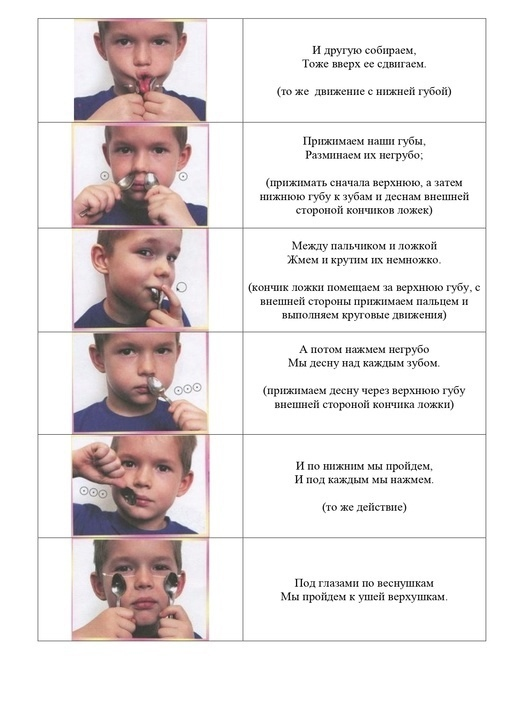 И другую собираем,
Тоже вверх ее сдвигаем.
(то же  движение с нижней губой)
Прижимаем наши губы,
Разминаем их негрубо;
(прижимать сначала верхнюю, а затем
нижнюю губу к зубам и деснам внешней
стороной кончиков ложек)
Между пальчиком и ложкой
Жмем и крутим их немножко.
(кончик ложки помещаем за верхнюю губу, с
внешней стороны прижимаем пальцем и
выполняем круговые движения)
А потом нажмем негрубо
Мы десну над каждым зубом.
(прижимаем десну через верхнюю губу
внешней стороной кончика ложки)
И по нижним мы пройдем,
И под каждым мы нажмем.
(то же действие)
Под глазами по веснушкам
Мы пройдем к ушей верхушкам.